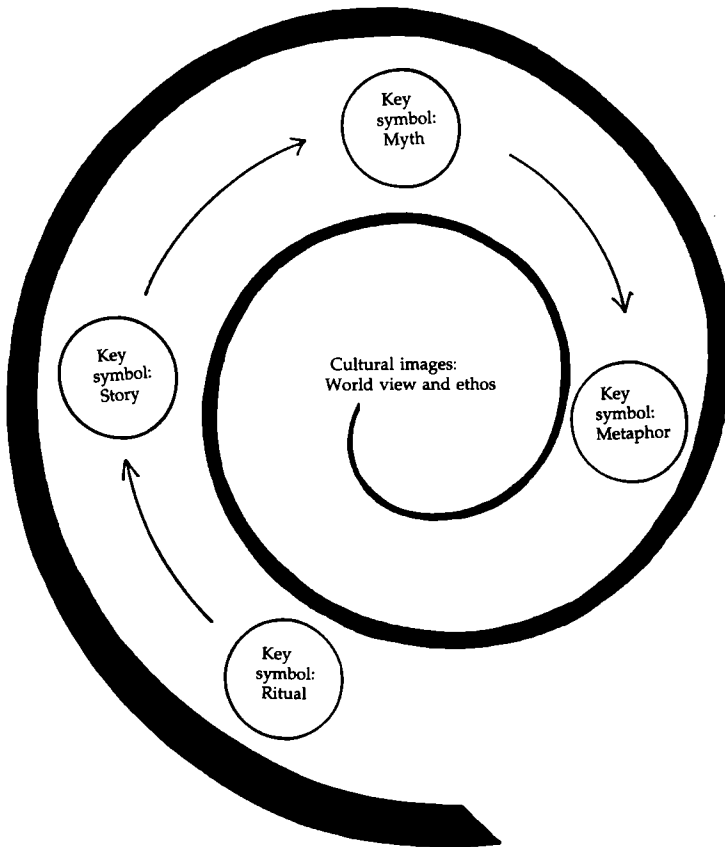 Key
symbol:
Myth
Key
symbol:
Story
Cultural images:
World view and ethos
Key
symbol:
Metaphor
Key
symbol:
Ritual